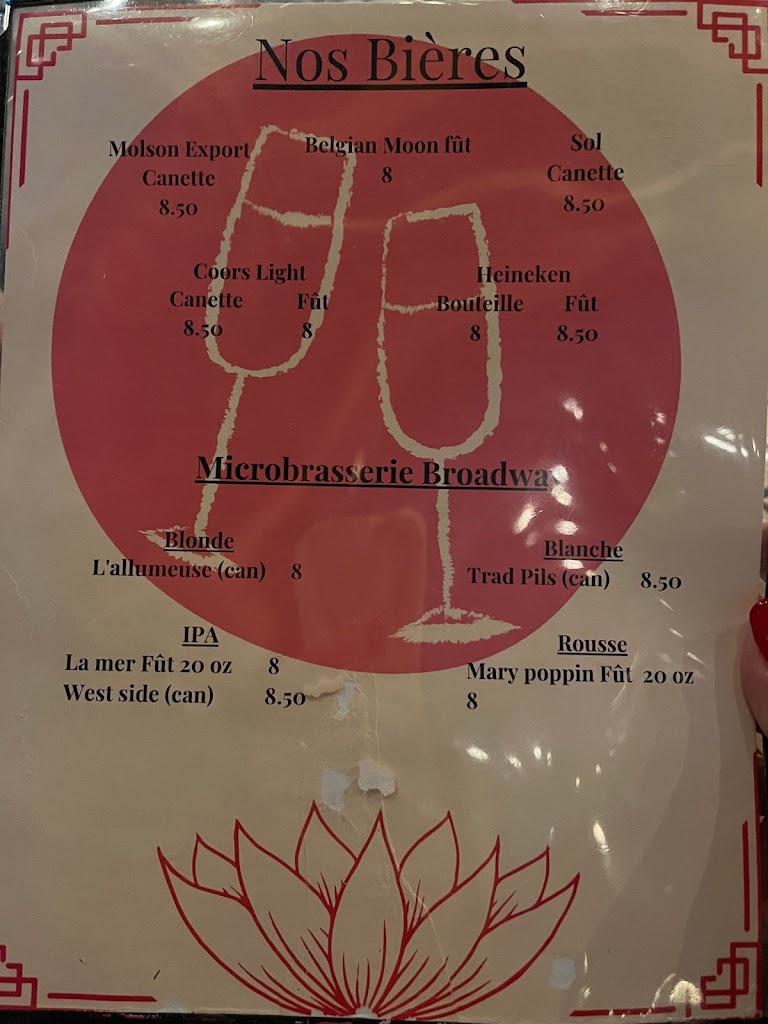 Nos Bières
Molson Export
Canette
8.50
Belgian Moon fût
8
Sol
Canette
8.50
Coors Light
Canette Fût
8.50 8
Heineken
Bouteille Fût
8 8.50
Microbrasserie Broadwa
Blonde
L'allumeuse (can) 8
Blanche
Trad Pils (can) 8.50
IPA
La mer Fût 20 oz 8
West side (can) 8.50
Rousse
Mary poppin Fût 20 oz
8